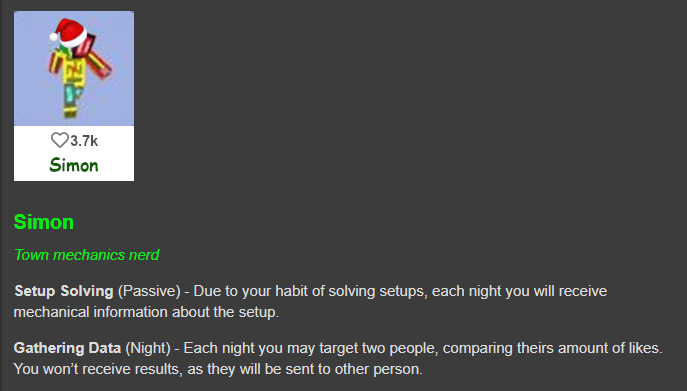 3.7k
Simon
Simon
Town mechanics nerd
Setup Solving (Passive) - Due to your habit of solving setups, each night you will receive
mechanical information about the setup.
Gathering Data (Night) - Each night you may target two people, comparing theirs amount of likes.
You won't receive results, as they will be sent to other person.